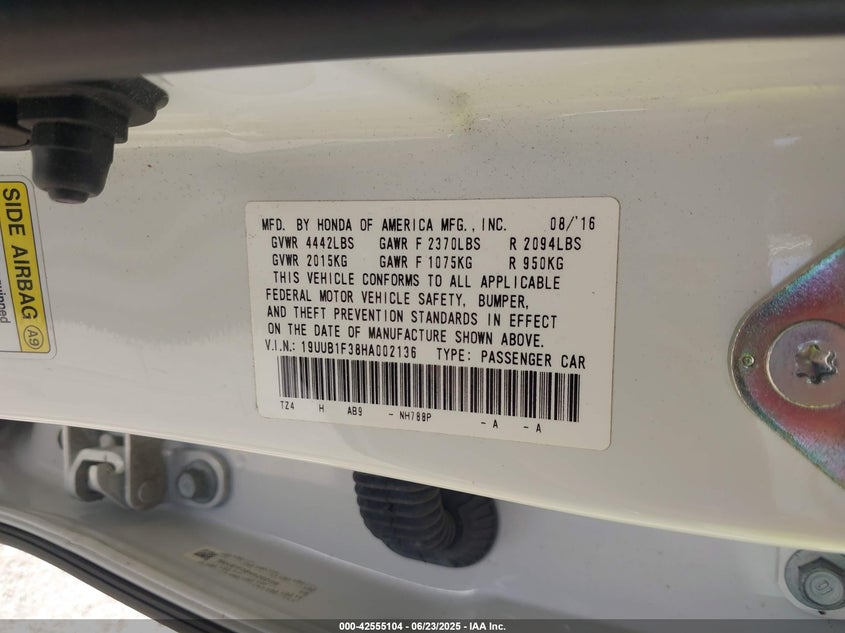 MFD. BY HONDA OF AMERICA MFG., INC. 08/'16
GVWR 4442LBS GAWR F 2370LBS R 2094LBS
GVWR 2015KG GAWR F 1075KG R 950KG
THIS VEHICLE CONFORMS TO ALL APPLICABLE
FEDERAL MOTOR VEHICLE SAFETY, BUMPER,
AND THEFT PREVENTION STANDARDS IN EFFECT
ON THE DATE OF MANUFACTURE SHOWN ABOVE.
V.I.N.: 19UUB1F38HA002136 TYPE: PASSENGER CAR
TZ4 H AB9 - NH788P - A - A
SIDE AIRBAG A9
000-42555104 - 06/23/2025 - IAA Inc.